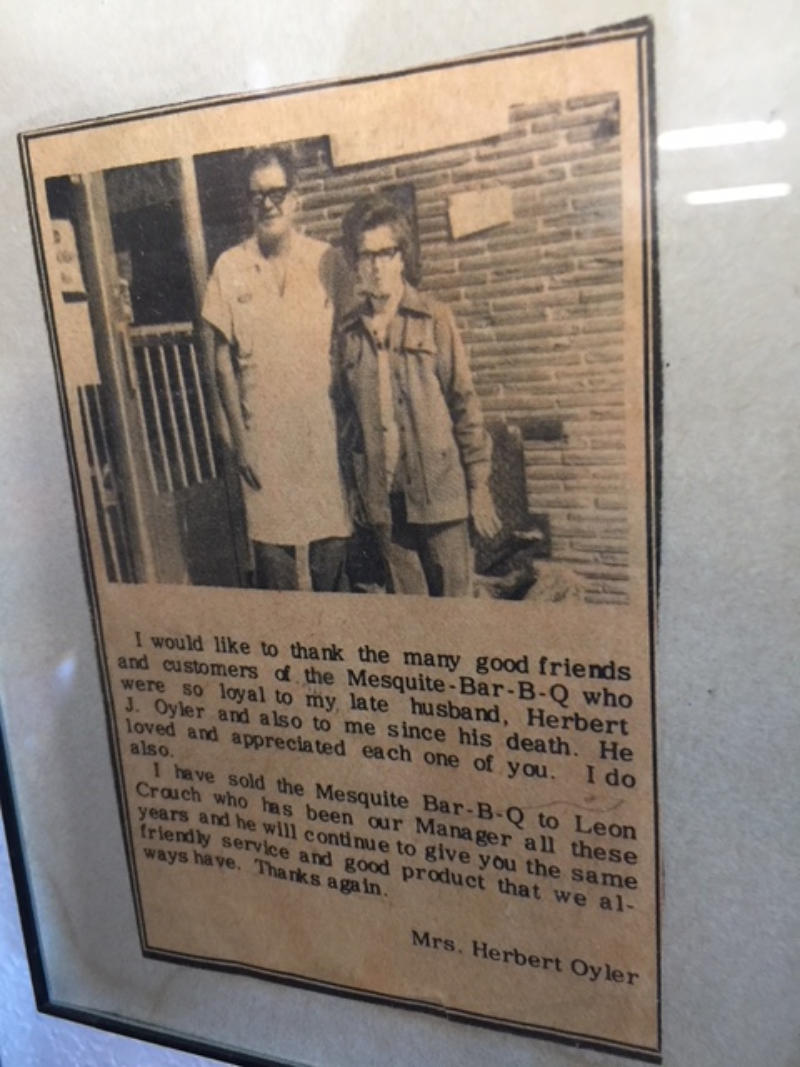 I would like to thank the many good friends
and customers of the Mesquite-Bar-B-Q who
were so loyal to my late husband, Herbert
J. Oyler and also to me since his death. He
loved and appreciated each one of you. I do
also.
I have sold the Mesquite Bar-B-Q to Leon
Crouch who has been our Manager all these
years and he will continue to give you the same
friendly service and good product that we al-
ways have. Thanks again.
Mrs. Herbert Oyler